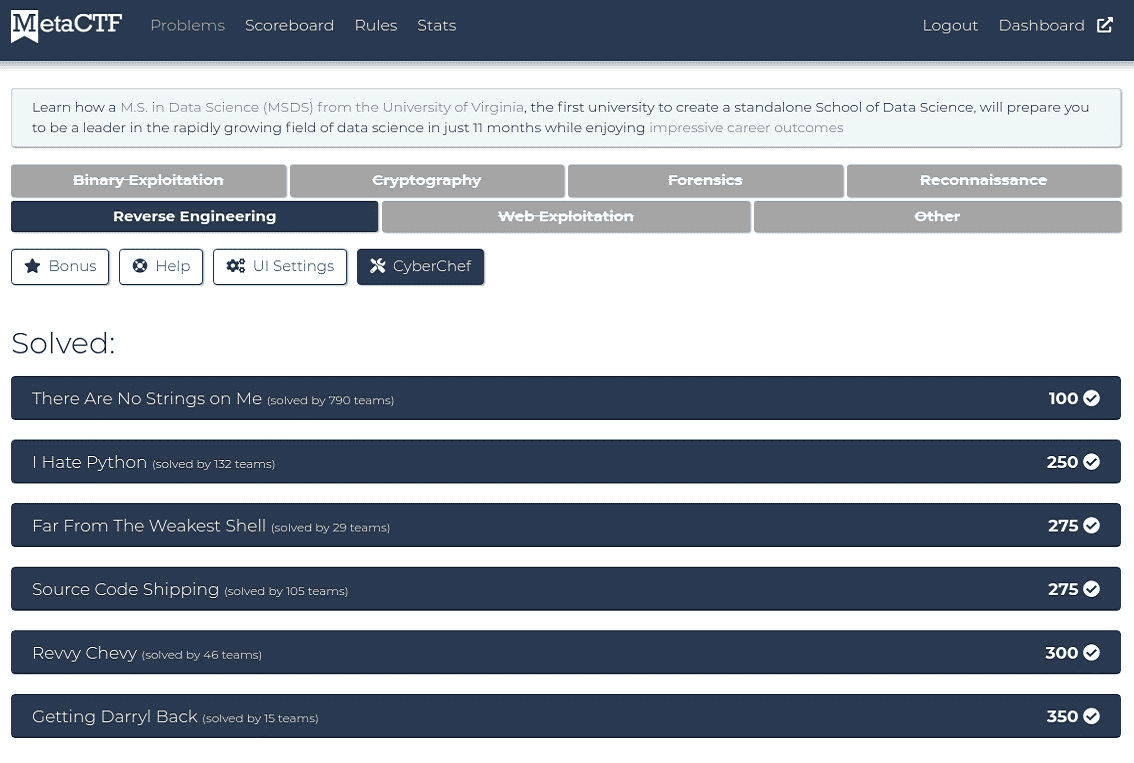 MetaCTF Problems Scoreboard Rules Stats Logout Dashboard
Learn how a M.S. in Data Science (MSDS) from the University of Virginia, the first university to create a standalone School of Data Science, will prepare you
to be a leader in the rapidly growing field of data science in just 11 months while enjoying impressive career outcomes
Binary Exploitation Cryptography Forensics Reconnaissance
Reverse Engineering Web Exploitation Other
Bonus Help UI Settings CyberChef
Solved:
There Are No Strings on Me (solved by 790 teams) 100
I Hate Python (solved by 132 teams) 250
Far From The Weakest Shell (solved by 29 teams) 275
Source Code Shipping (solved by 105 teams) 275
Revvy Chevy (solved by 46 teams) 300
Getting Darryl Back (solved by 15 teams) 350